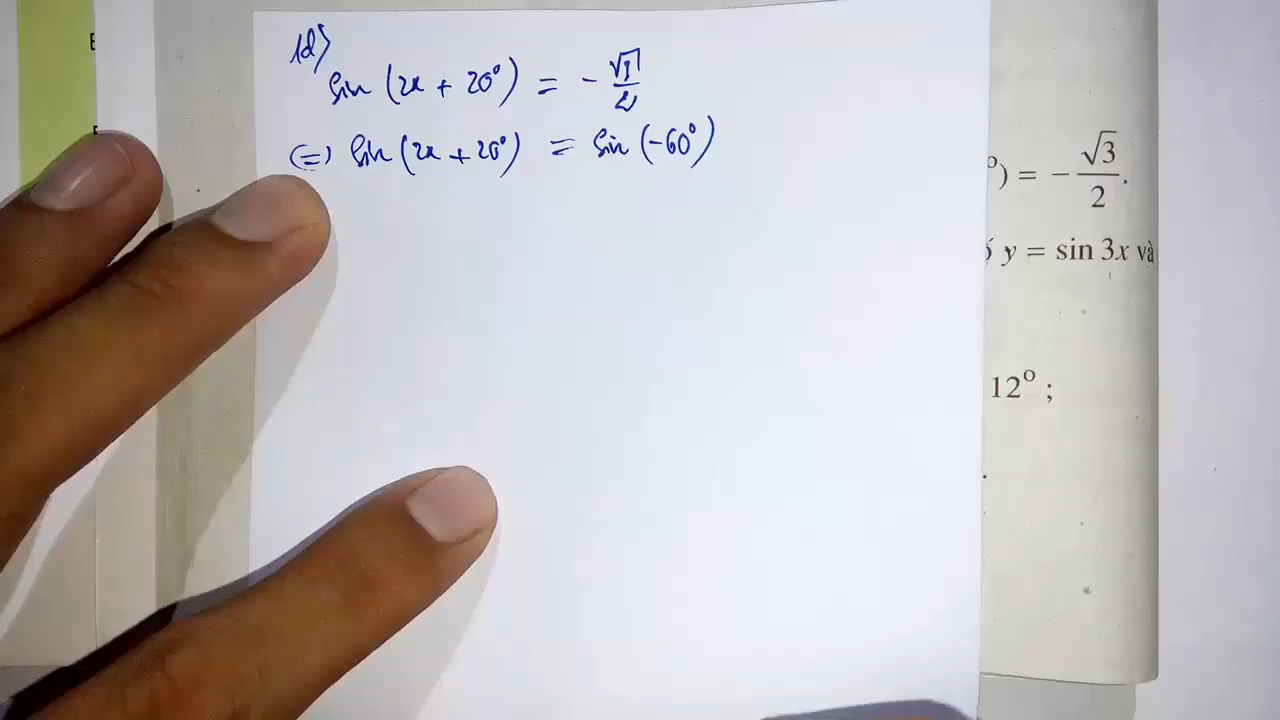 1d)
sin (2x + 20°) = - √3/2
(=) sin (2x + 20°) = sin (-60°)
°) = - √3/2.
y = sin 3x và
12° ;